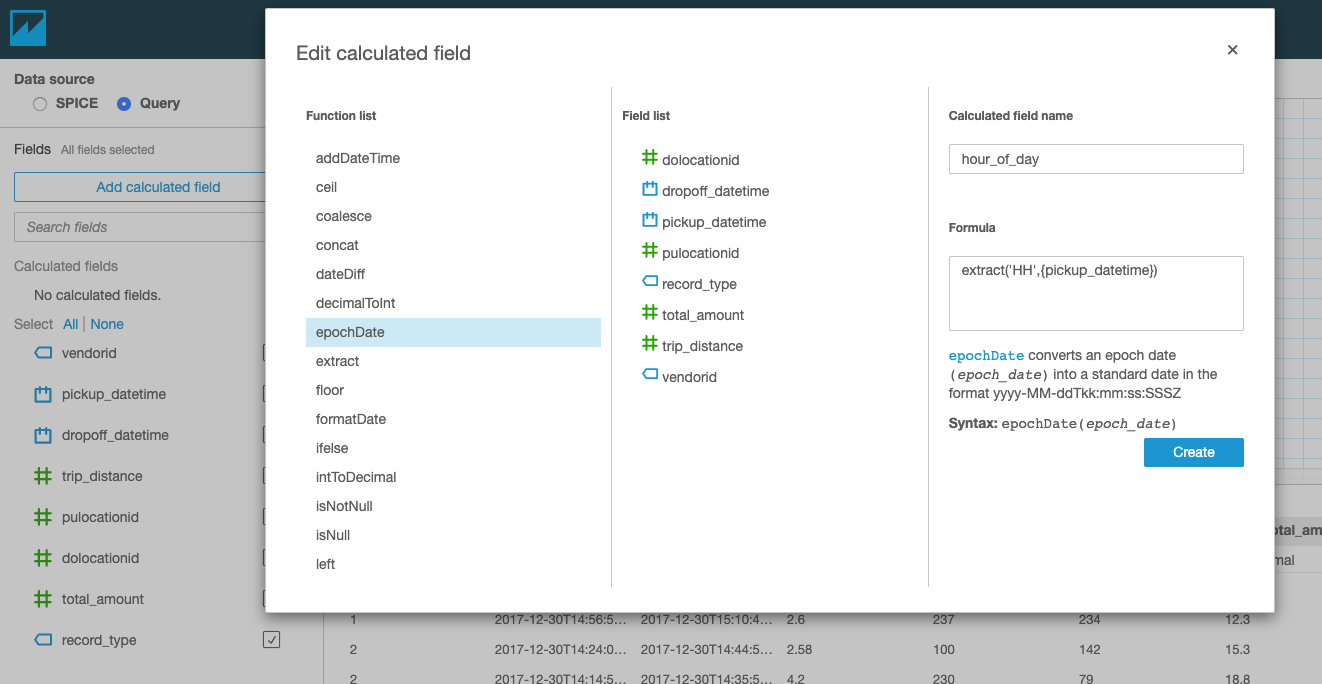 Edit calculated field
×
Data source
SPICE Query
Fields All fields selected
Add calculated field
Search fields
Calculated fields
No calculated fields.
Select All | None
vendorid
pickup_datetime
dropoff_datetime
trip_distance
pulocationid
dolocationid
total_amount
record_type
Function list
addDateTime
ceil
coalesce
concat
dateDiff
decimalToInt
epochDate
extract
floor
formatDate
ifelse
intToDecimal
isNotNull
isNull
left
Field list
dolocationid
dropoff_datetime
pickup_datetime
pulocationid
record_type
total_amount
trip_distance
vendorid
Calculated field name
hour_of_day
Formula
extract('HH',{pickup_datetime})
epochDate converts an epoch date
(epoch_date) into a standard date in the
format yyyy-MM-ddTkk:mm:ss:SSSZ
Syntax: epochDate(epoch_date)
Create
otal_am
mal
1 2017-12-30T14:56:5... 2017-12-30T15:10:4... 2.6 237 234 12.3
2 2017-12-30T14:24:0... 2017-12-30T14:44:5... 2.58 100 142 15.3
2 2017-12-30T14:14:5... 2017-12-30T14:35:5... 4.2 230 79 18.8